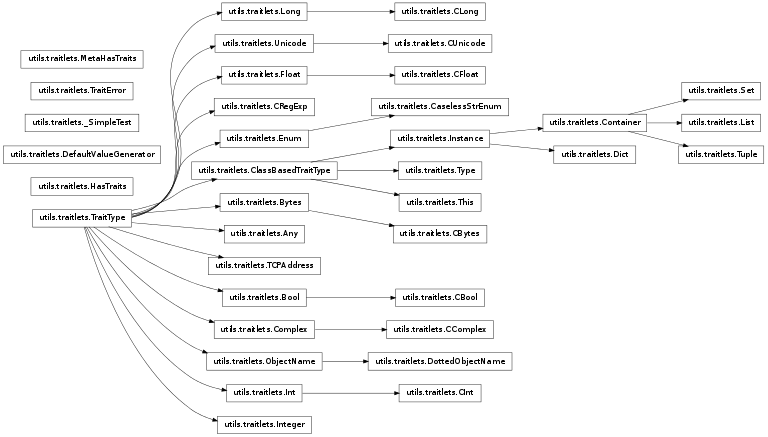 utils.traitlets.Long
utils.traitlets.CLong
utils.traitlets.Unicode
utils.traitlets.CUnicode
utils.traitlets.MetaHasTraits
utils.traitlets.Float
utils.traitlets.CFloat
utils.traitlets.TraitError
utils.traitlets.Set
utils.traitlets.CRegExp
utils.traitlets.CaselessStrEnum
utils.traitlets._SimpleTest
utils.traitlets.Container
utils.traitlets.List
utils.traitlets.Enum
utils.traitlets.Instance
utils.traitlets.DefaultValueGenerator
utils.traitlets.Dict
utils.traitlets.Tuple
utils.traitlets.ClassBasedTraitType
utils.traitlets.Type
utils.traitlets.HasTraits
utils.traitlets.Bytes
utils.traitlets.This
utils.traitlets.TraitType
utils.traitlets.Any
utils.traitlets.CBytes
utils.traitlets.TCPAddress
utils.traitlets.Bool
utils.traitlets.CBool
utils.traitlets.Complex
utils.traitlets.CComplex
utils.traitlets.ObjectName
utils.traitlets.DottedObjectName
utils.traitlets.Int
utils.traitlets.CInt
utils.traitlets.Integer